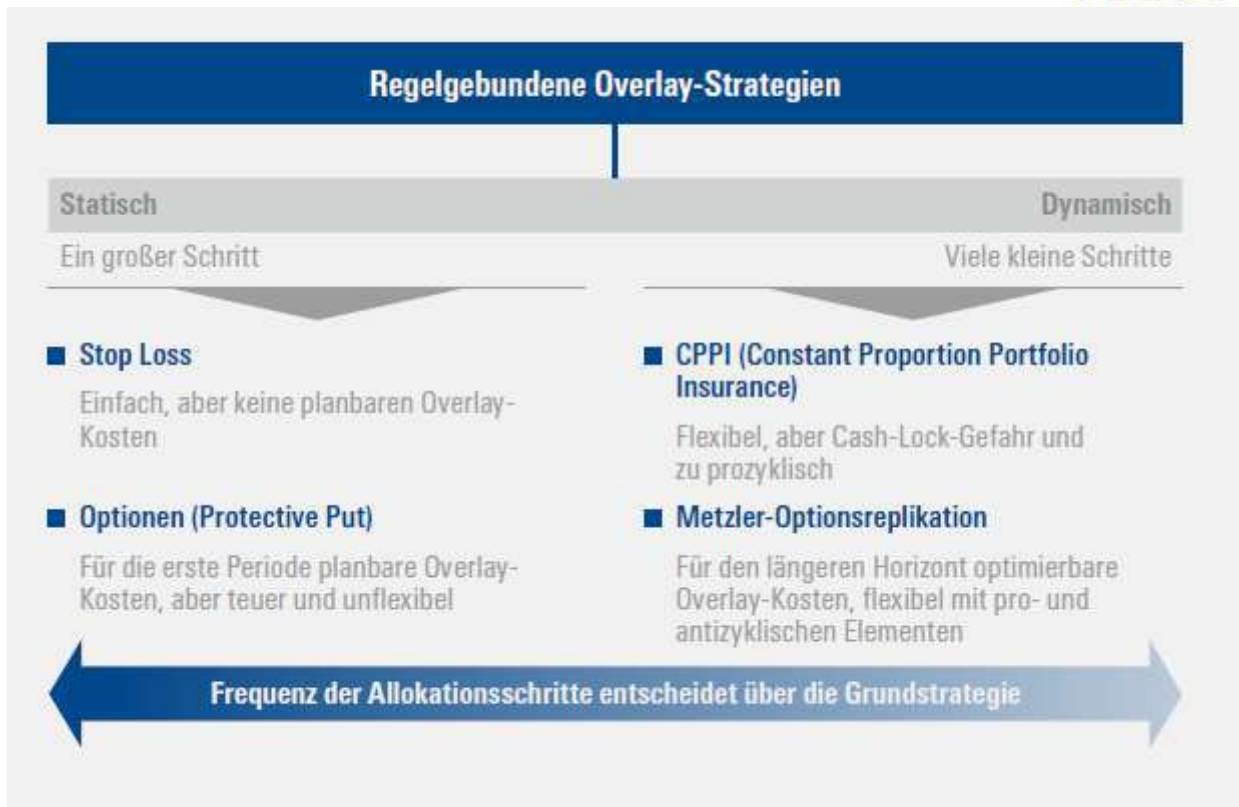 Regelgebundene Overlay-Strategien
Statisch
Dynamisch
Ein großer Schritt
Viele kleine Schritte
Stop Loss
Einfach, aber keine planbaren Overlay-
Kosten
Optionen (Protective Put)
Für die erste Periode planbare Overlay-
Kosten, aber teuer und unflexibel
CPPI (Constant Proportion Portfolio
Insurance)
Flexibel, aber Cash-Lock-Gefahr und
zu prozyklisch
Metzler-Optionsreplikation
Für den längeren Horizont optimierbare
Overlay-Kosten, flexibel mit pro- und
antizyklischen Elementen
Frequenz der Allokationsschritte entscheidet über die Grundstrategie